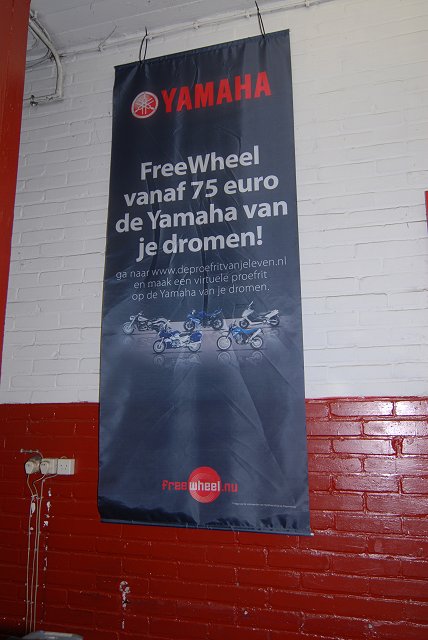 YAMAHA
FreeWheel
vanaf 75 euro
de Yamaha van
je dromen!
ga naar www.deproefritvanjeleven.nl
en maak een virtuele proefrit
op de Yamaha van je dromen.
freewheel.nu